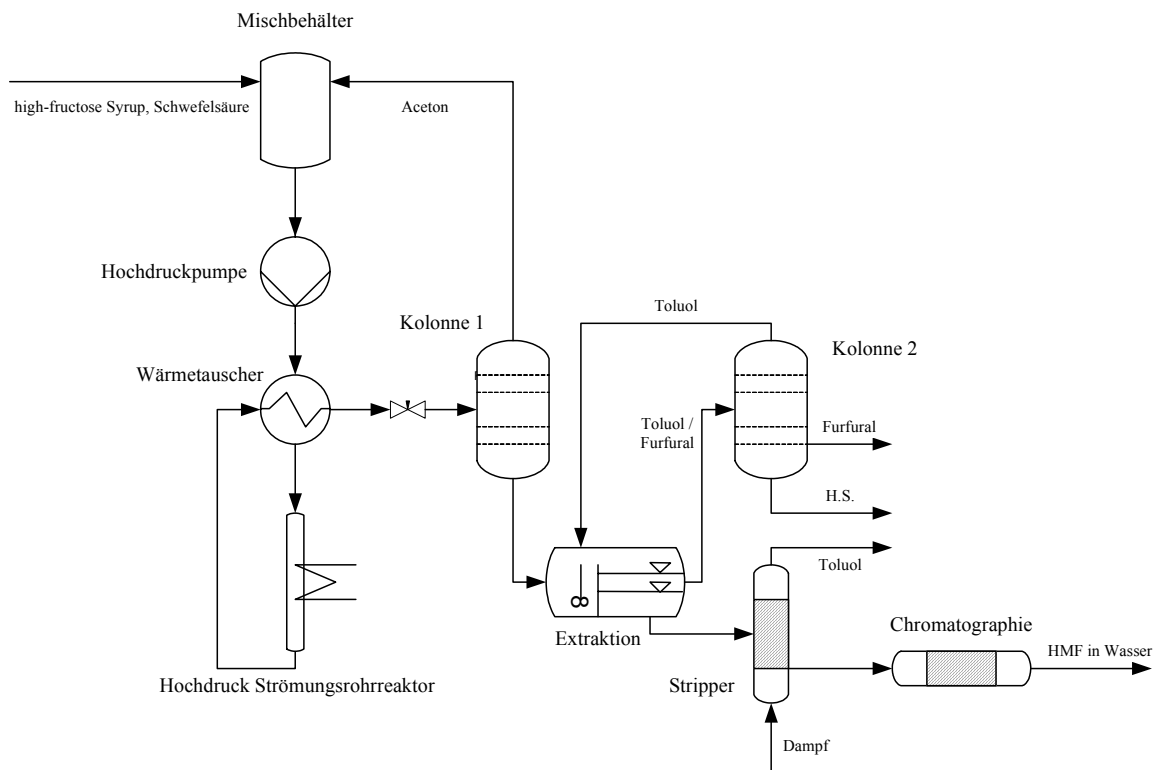 Mischbehälter
high-fructose Syrup, Schwefelsäure
Aceton
Hochdruckpumpe
Toluol
Kolonne 1
Kolonne 2
Wärmetauscher
Toluol /
Furfural
Furfural
H.S.
Toluol
Extraktion
Chromatographie
HMF in Wasser
Stripper
Hochdruck Strömungsrohrreaktor
Dampf